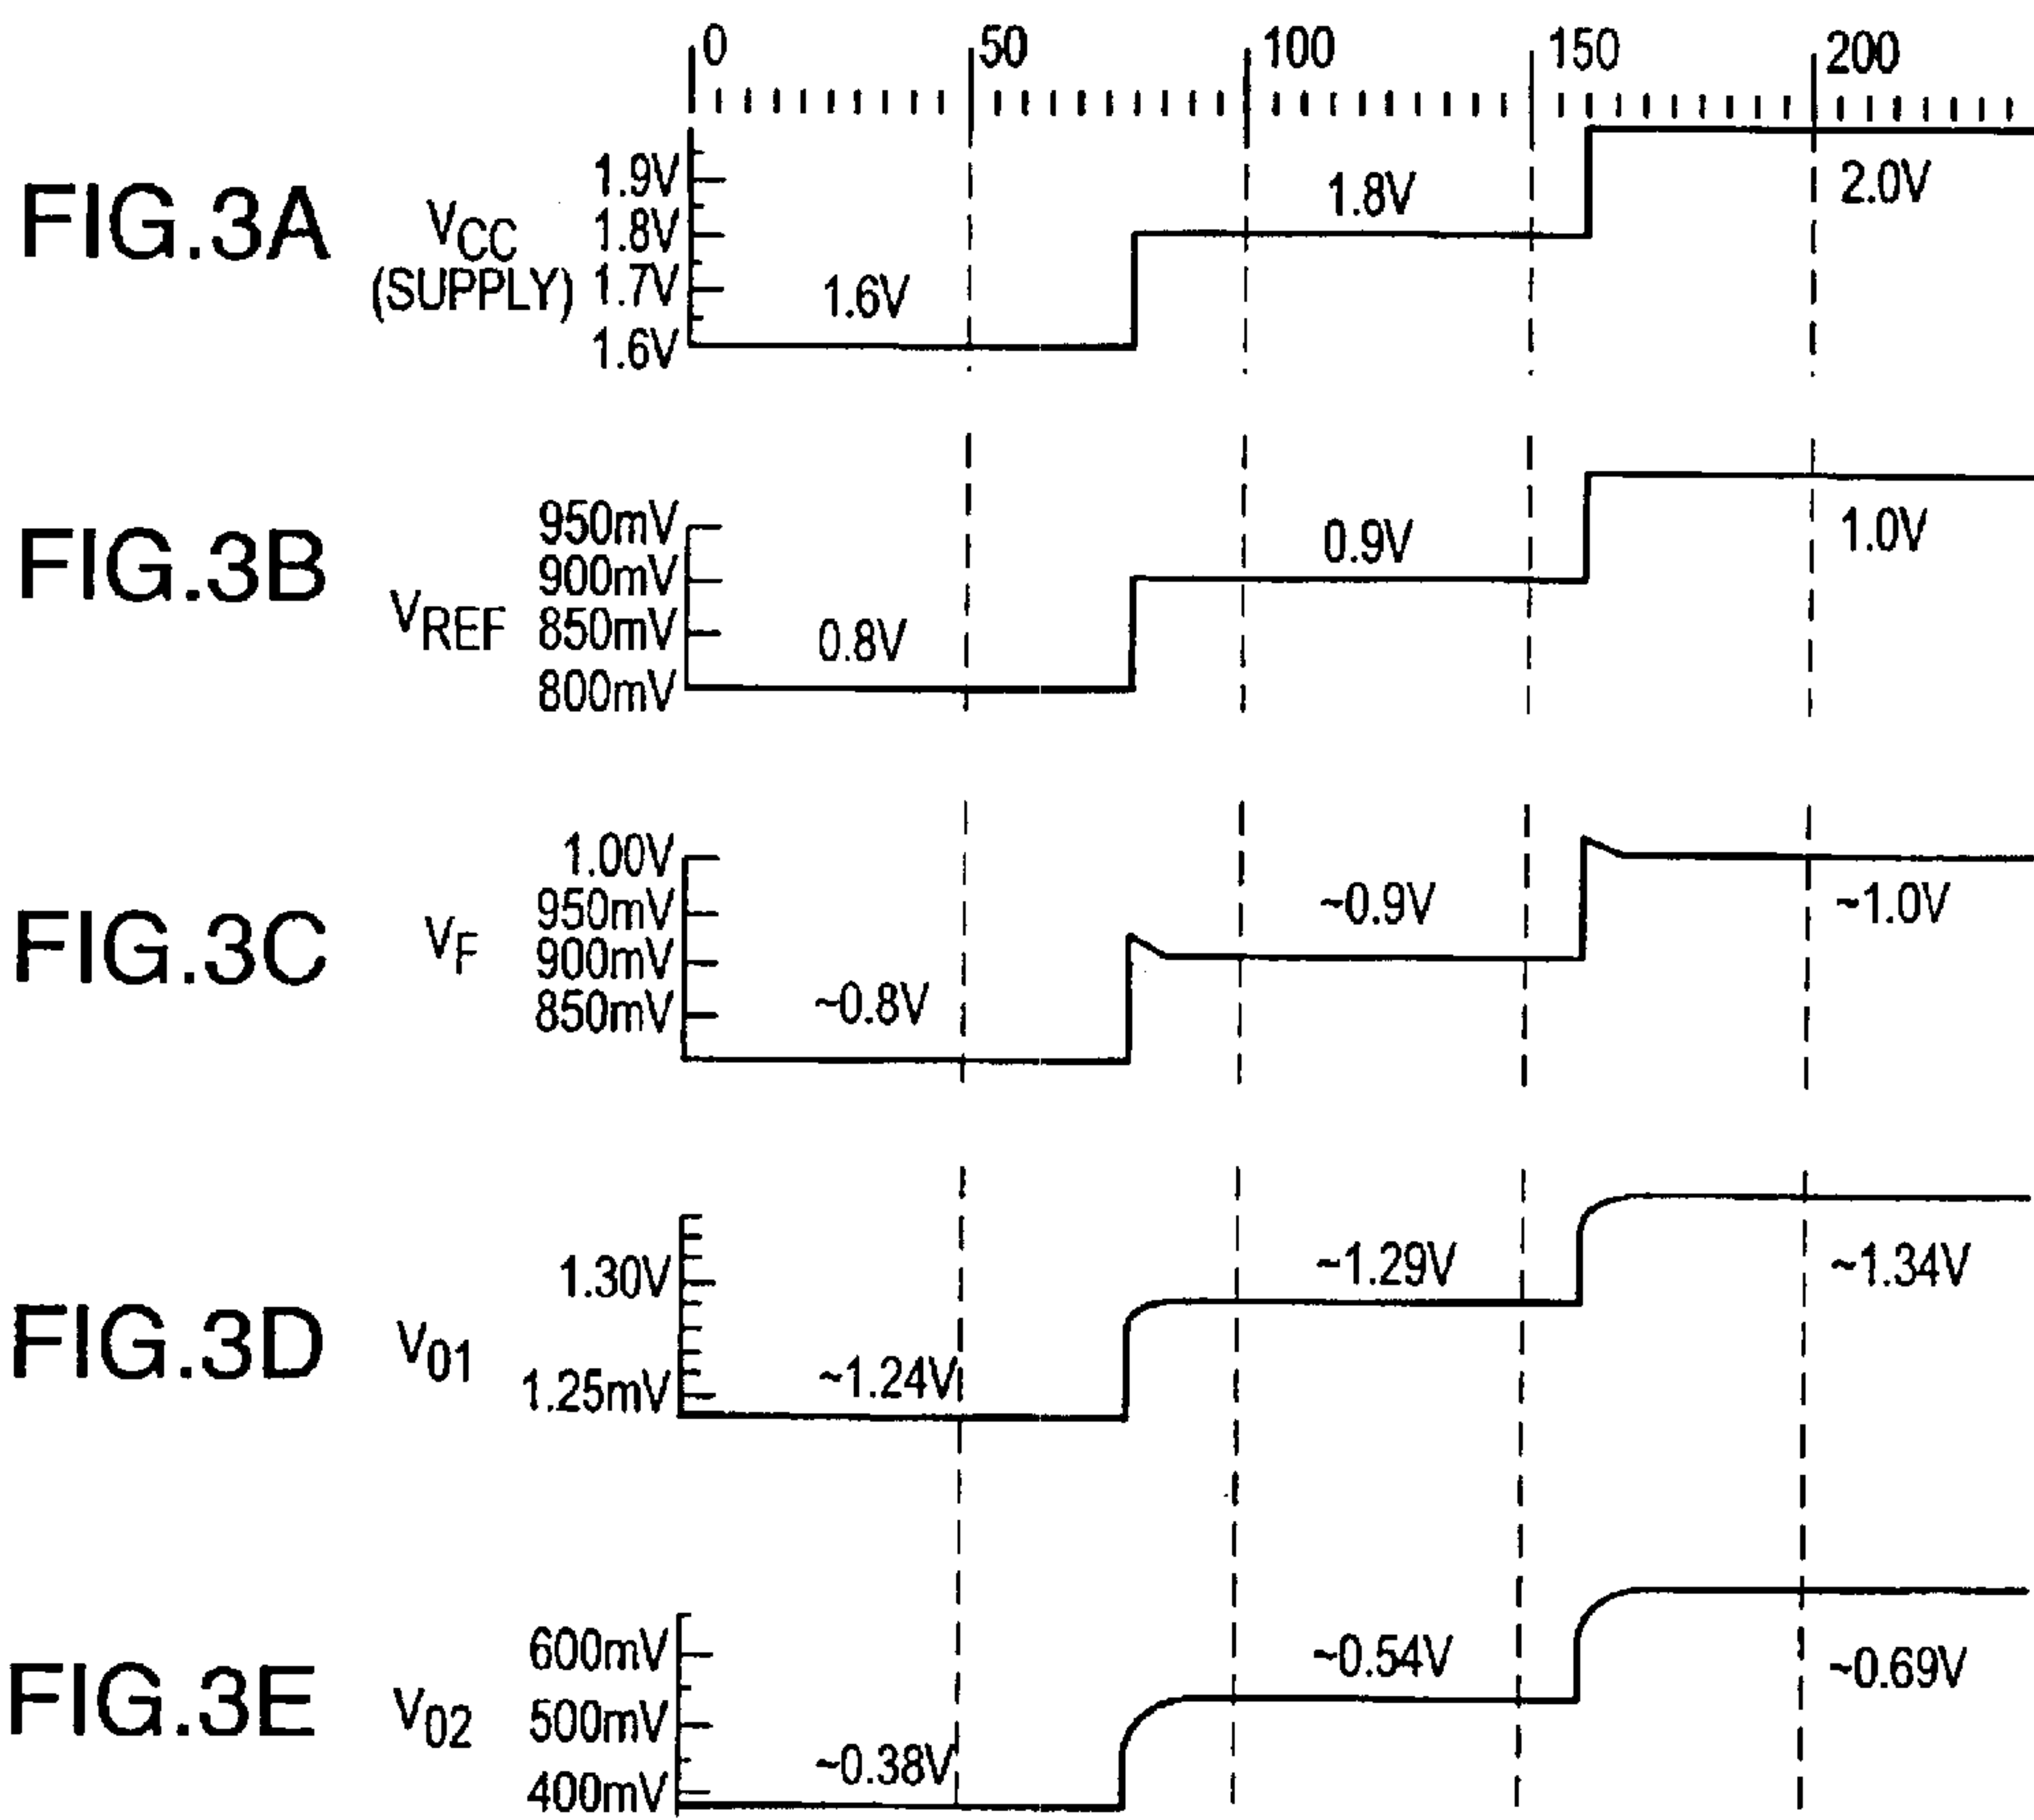 0 50 100 150 200
FIG.3A
VCC
(SUPPLY)
1.9V
1.8V
1.7V
1.6V
1.6V
1.8V
2.0V
FIG.3B
VREF
950mV
900mV
850mV
800mV
0.8V
0.9V
1.0V
FIG.3C
VF
1.00V
950mV
900mV
850mV
~0.8V
~0.9V
~1.0V
FIG.3D
V01
1.30V
1.25mV
~1.24V
~1.29V
~1.34V
FIG.3E
V02
600mV
500mV
400mV
~0.38V
~0.54V
~0.69V